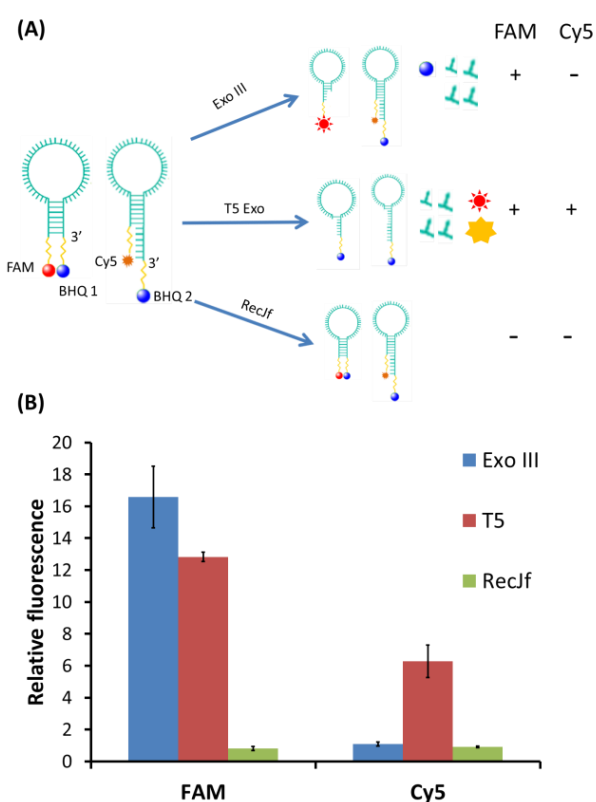 (A)
FAM Cy5
Exo III
+ -
T5 Exo
+ +
3′
FAM
BHQ 1
Cy5
3′
BHQ 2
RecJf
- -
(B)
Relative fluorescence
20
18
16
14
12
10
8
6
4
2
0
Exo III
T5
RecJf
FAM Cy5